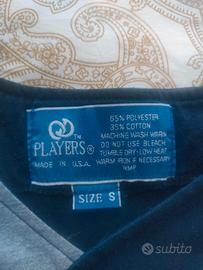 65% POLYESTER
35% COTTON
MACHINE WASH WARM
DO NOT USE BLEACH
TUMBLE DRY-LOW HEAT
WARM IRON IF NECESSARY
NMP
TM
PLAYERS®
MADE IN U.S.A.
SIZE S
subito